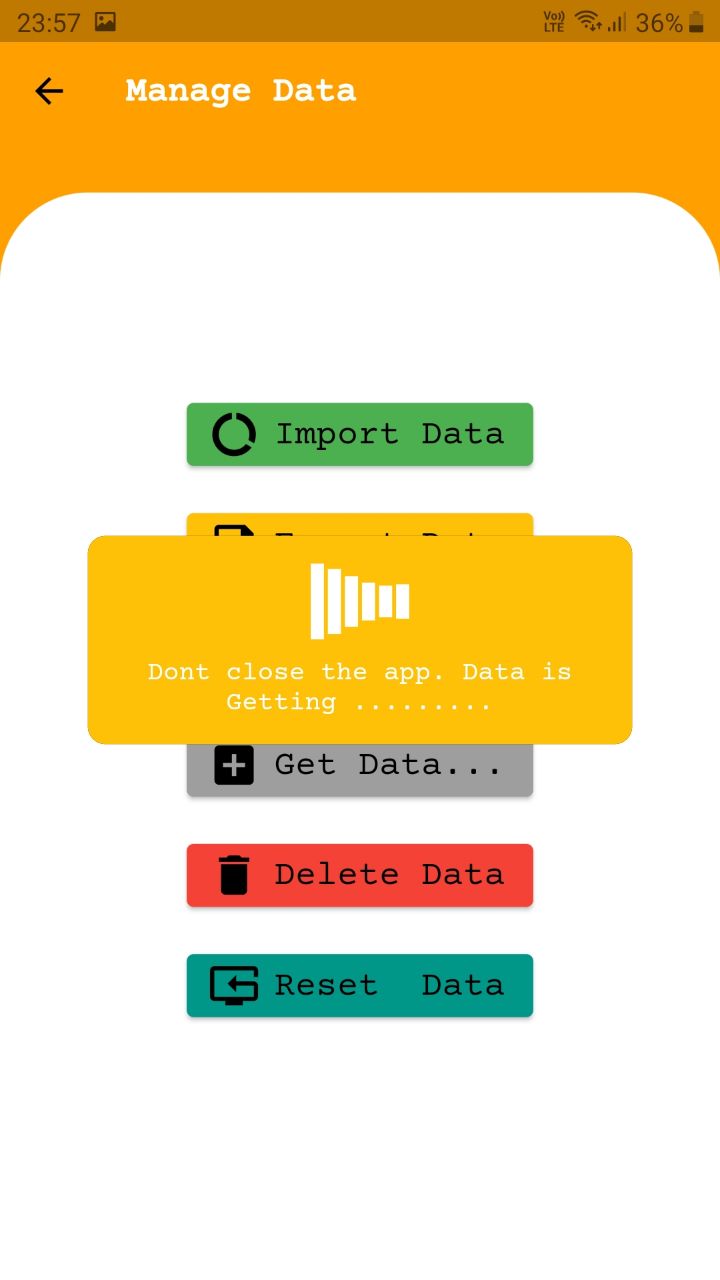 23:57 Vo)) LTE 36%
Manage Data
Import Data
Dont close the app. Data is
Getting .........
Get Data...
Delete Data
Reset Data